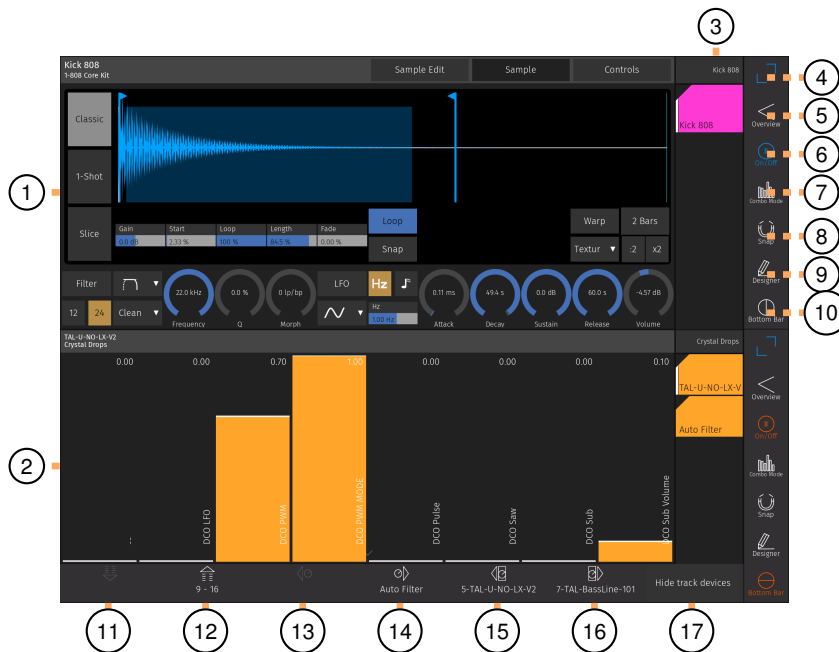 3
Kick 808
1-808 Core Kit
Sample Edit
Sample
Controls
Kick 808
4
Classic
Kick 808
Overview
5
On/Off
6
1-Shot
1
Combo Mode
7
Slice
Gain
Start
Loop
Length
Fade
0.0 dB
2.33 %
100 %
84.5 %
0.00 %
Loop
Warp
2 Bars
Snap
8
Snap
Textur
:2
x2
Designer
9
Filter
LFO
Hz
22.0 kHz
0.0 %
0 lp/bp
0.11 ms
49.4 s
0.0 dB
60.0 s
-4.57 dB
12
24
Clean
Hz
1.00 Hz
Frequency
Q
Morph
Attack
Decay
Sustain
Release
Volume
Bottom Bar
10
TAL-U-NO-LX-V2
Crystal Drops
Crystal Drops
0.00
0.00
0.70
1.00
0.00
0.00
0.00
0.10
TAL-U-NO-LX-V
Auto Filter
Overview
On/Off
Combo Mode
Snap
Designer
Bottom Bar
2
DCO LFO
DCO PWM
DCO PWM MODE
DCO Pulse
DCO Saw
DCO Sub
DCO Sub Volume
9 - 16
Auto Filter
5-TAL-U-NO-LX-V2
7-TAL-BassLine-101
Hide track devices
11
12
13
14
15
16
17